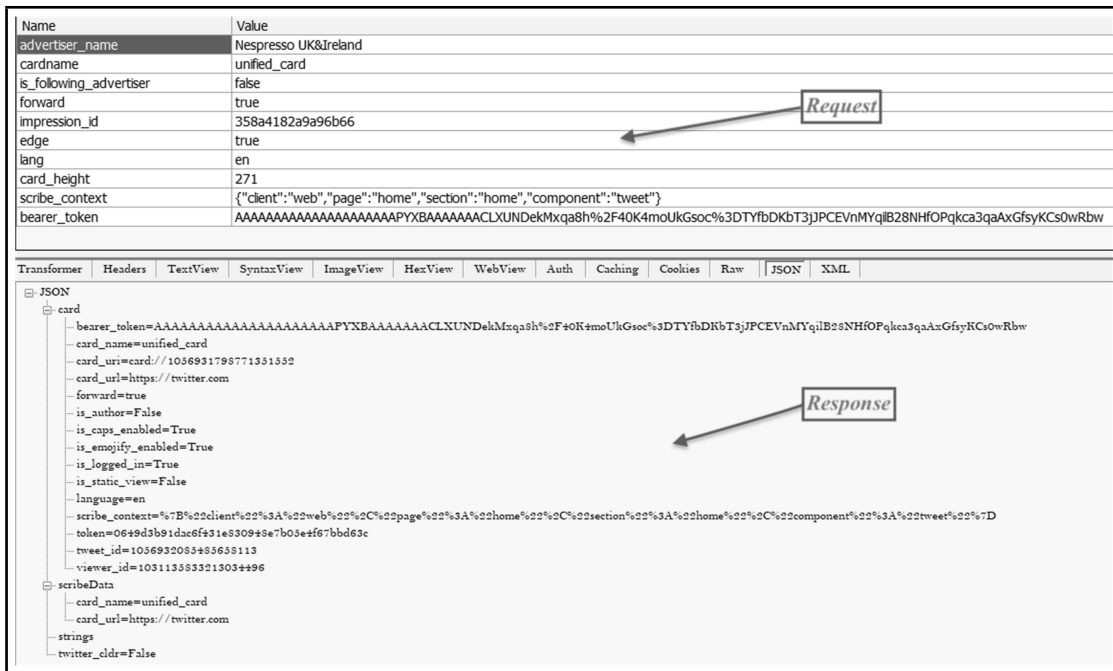 Name Value
advertiser_name Nespresso UK&Ireland
cardname unified_card
is_following_advertiser false
forward true
Request
impression_id 358a4182a9a96b66
edge true
lang en
card_height 271
scribe_context {"client":"web","page":"home","section":"home","component":"tweet"}
bearer_token AAAAAAAAAAAAAAAAAAAAAPYXBAAAAAAACLXUNDekMxqa8h%2F40K4moUkGsoc%3DTYfbDKbT3jJPCEVnMYqilB28NHfOPqkca3qaAxGfsyKCs0wRbw
Transformer Headers TextView SyntaxView ImageView HexView WebView Auth Caching Cookies Raw JSON XML
JSON
card
bearer_token=AAAAAAAAAAAAAAAAAAAAAPYXBAAAAAAACLXUNDekMxqa8h%2F40K4moUkGsoc%3DTYfbDKbT3jJPCEVnMYqilB28NHfOPqkca3qaAxGfsyKCs0wRbw
card_name=unified_card
card_uri=card://1056931798771351552
card_url=https://twitter.com
forward=true
is_author=False
Response
is_caps_enabled=True
is_emojify_enabled=True
is_logged_in=True
is_static_view=False
language=en
scribe_context=%7B%22client%22%3A%22web%22%2C%22page%22%3A%22home%22%2C%22section%22%3A%22home%22%2C%22component%22%3A%22tweet%22%7D
token=0649d3b91dac6f431e830948e7b05e4f67bbd63c
tweet_id=1056932085485658113
viewer_id=1031135833213034496
scribeData
card_name=unified_card
card_url=https://twitter.com
strings
twitter_cldr=False